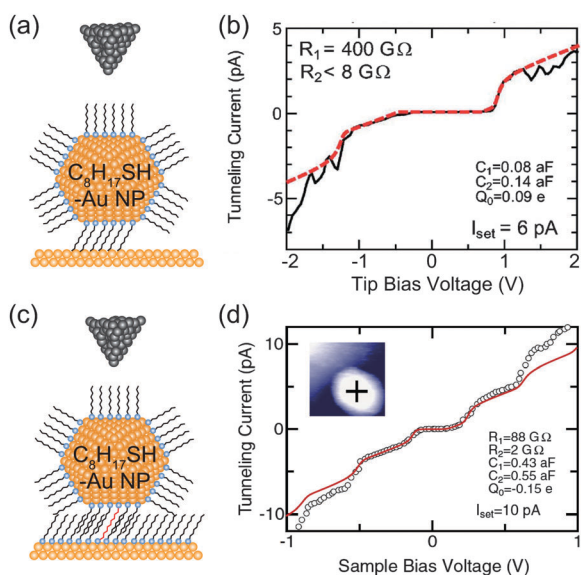 (a)
C₈H₁₇SH
-Au NP
(b)
Tunneling Current (pA)
5
0
-5
R₁ = 400 GΩ
R₂< 8 GΩ
C₁=0.08 aF
C₂=0.14 aF
Q₀=0.09 e
I_set = 6 pA
-2 -1 0 1 2
Tip Bias Voltage (V)
(c)
C₈H₁₇SH
-Au NP
(d)
Tunneling Current (pA)
10
0
-10
R₁=88 GΩ
R₂=2 GΩ
C₁=0.43 aF
C₂=0.55 aF
Q₀=-0.15 e
I_set=10 pA
-1 0 1
Sample Bias Voltage (V)